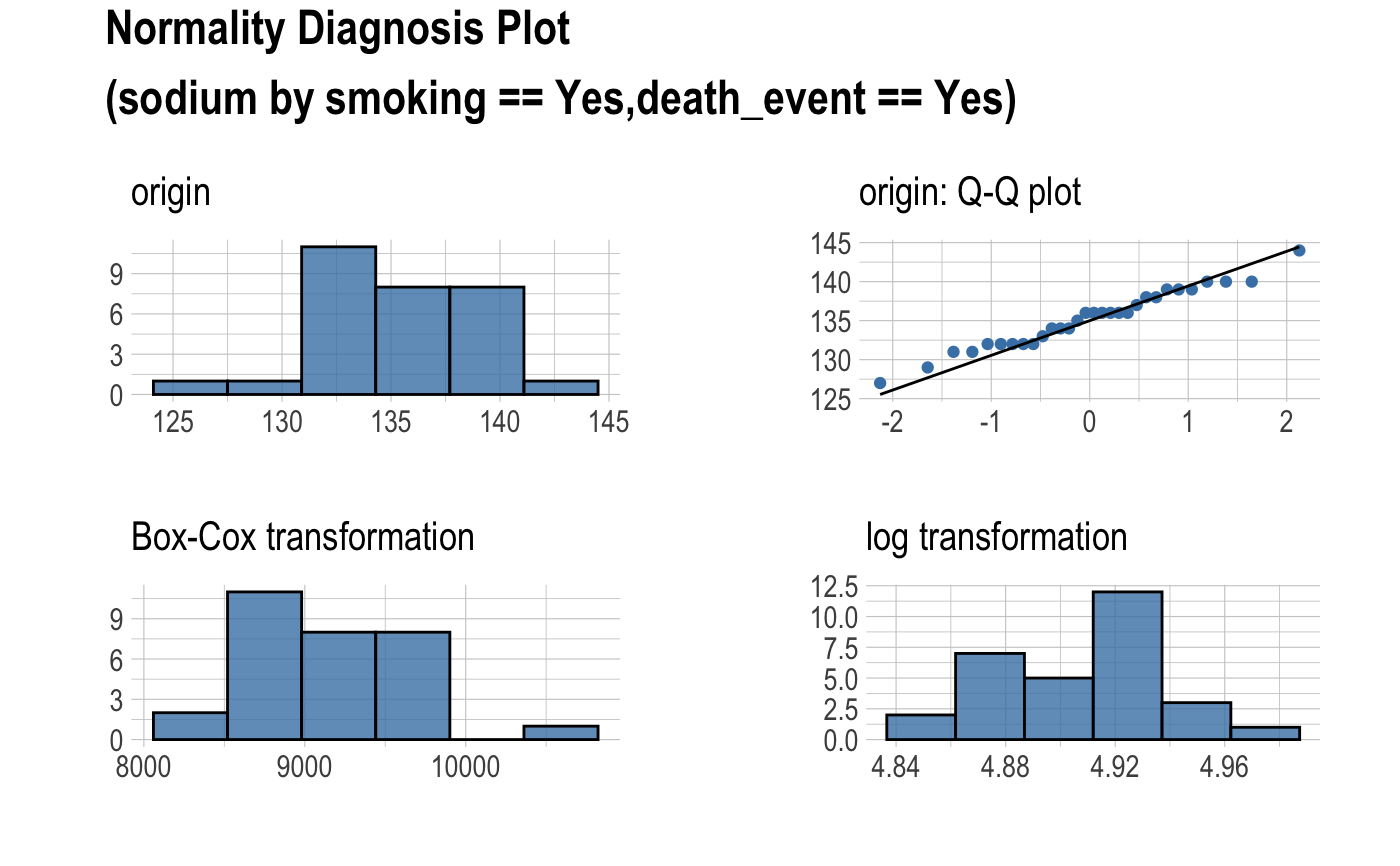 Normality Diagnosis Plot
(sodium by smoking == Yes,death_event == Yes)
origin
9
6
3
0
125 130 135 140 145
origin: Q-Q plot
145
140
135
130
125
-2 -1 0 1 2
Box-Cox transformation
9
6
3
0
8000 9000 10000
log transformation
12.5
10.0
7.5
5.0
2.5
0.0
4.84 4.88 4.92 4.96